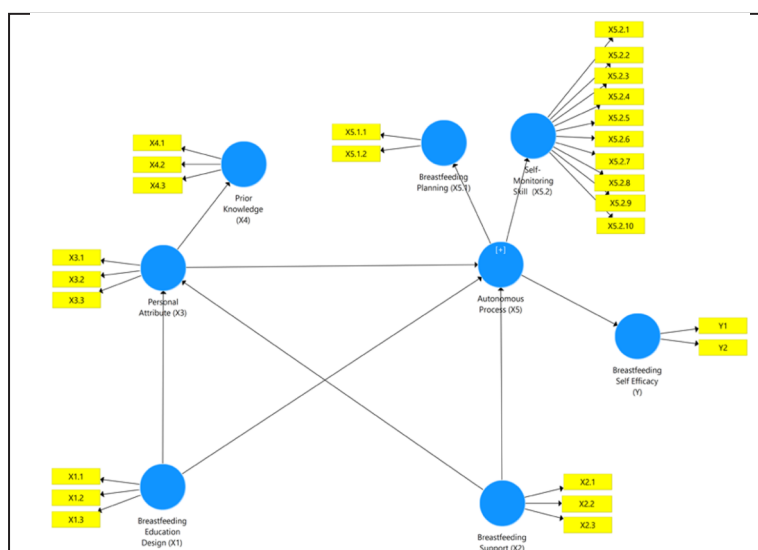 X5.2.1
X5.2.2
X5.2.3
X5.2.4
X5.2.5
X5.2.6
X5.2.7
X5.2.8
X5.2.9
X5.2.10
X5.1.1
X5.1.2
Breastfeeding
Planning (X5.1)
Self-
Monitoring
Skill (X5.2)
X4.1
X4.2
X4.3
Prior
Knowledge
(X4)
X3.1
X3.2
X3.3
Personal
Attribute (X3)
[+]
Autonomous
Process (X5)
Y1
Y2
Breastfeeding
Self Efficacy
(Y)
X1.1
X1.2
X1.3
Breastfeeding
Education
Design (X1)
X2.1
X2.2
X2.3
Breastfeeding
Support (X2)